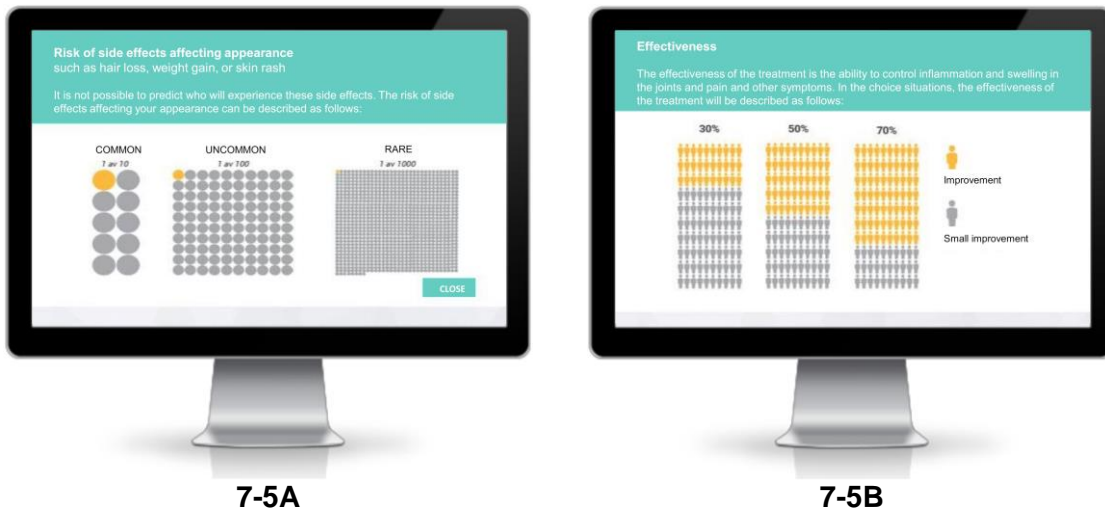 Risk of side effects affecting appearance
such as hair loss, weight gain, or skin rash
It is not possible to predict who will experience these side effects. The risk of side
effects affecting your appearance can be described as follows:
COMMON
1 av 10
UNCOMMON
1 av 100
RARE
1 av 1000
CLOSE
7-5A
Effectiveness
The effectiveness of the treatment is the ability to control inflammation and swelling in
the joints and pain and other symptoms. In the choice situations, the effectiveness of
the treatment will be described as follows:
30%
50%
70%
Improvement
Small improvement
7-5B